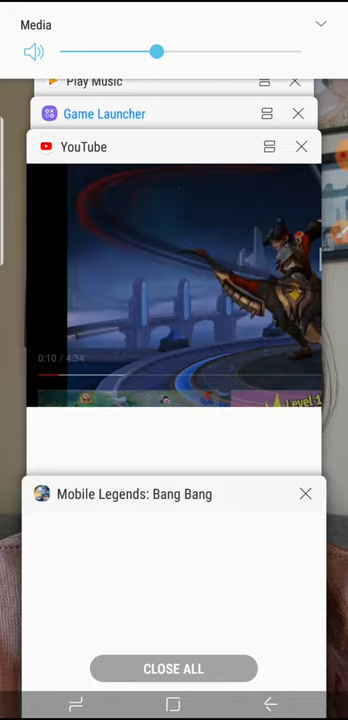 Media
Play Music
Game Launcher
YouTube
0:10 / 4:34
Level 1
Mobile Legends: Bang Bang
CLOSE ALL